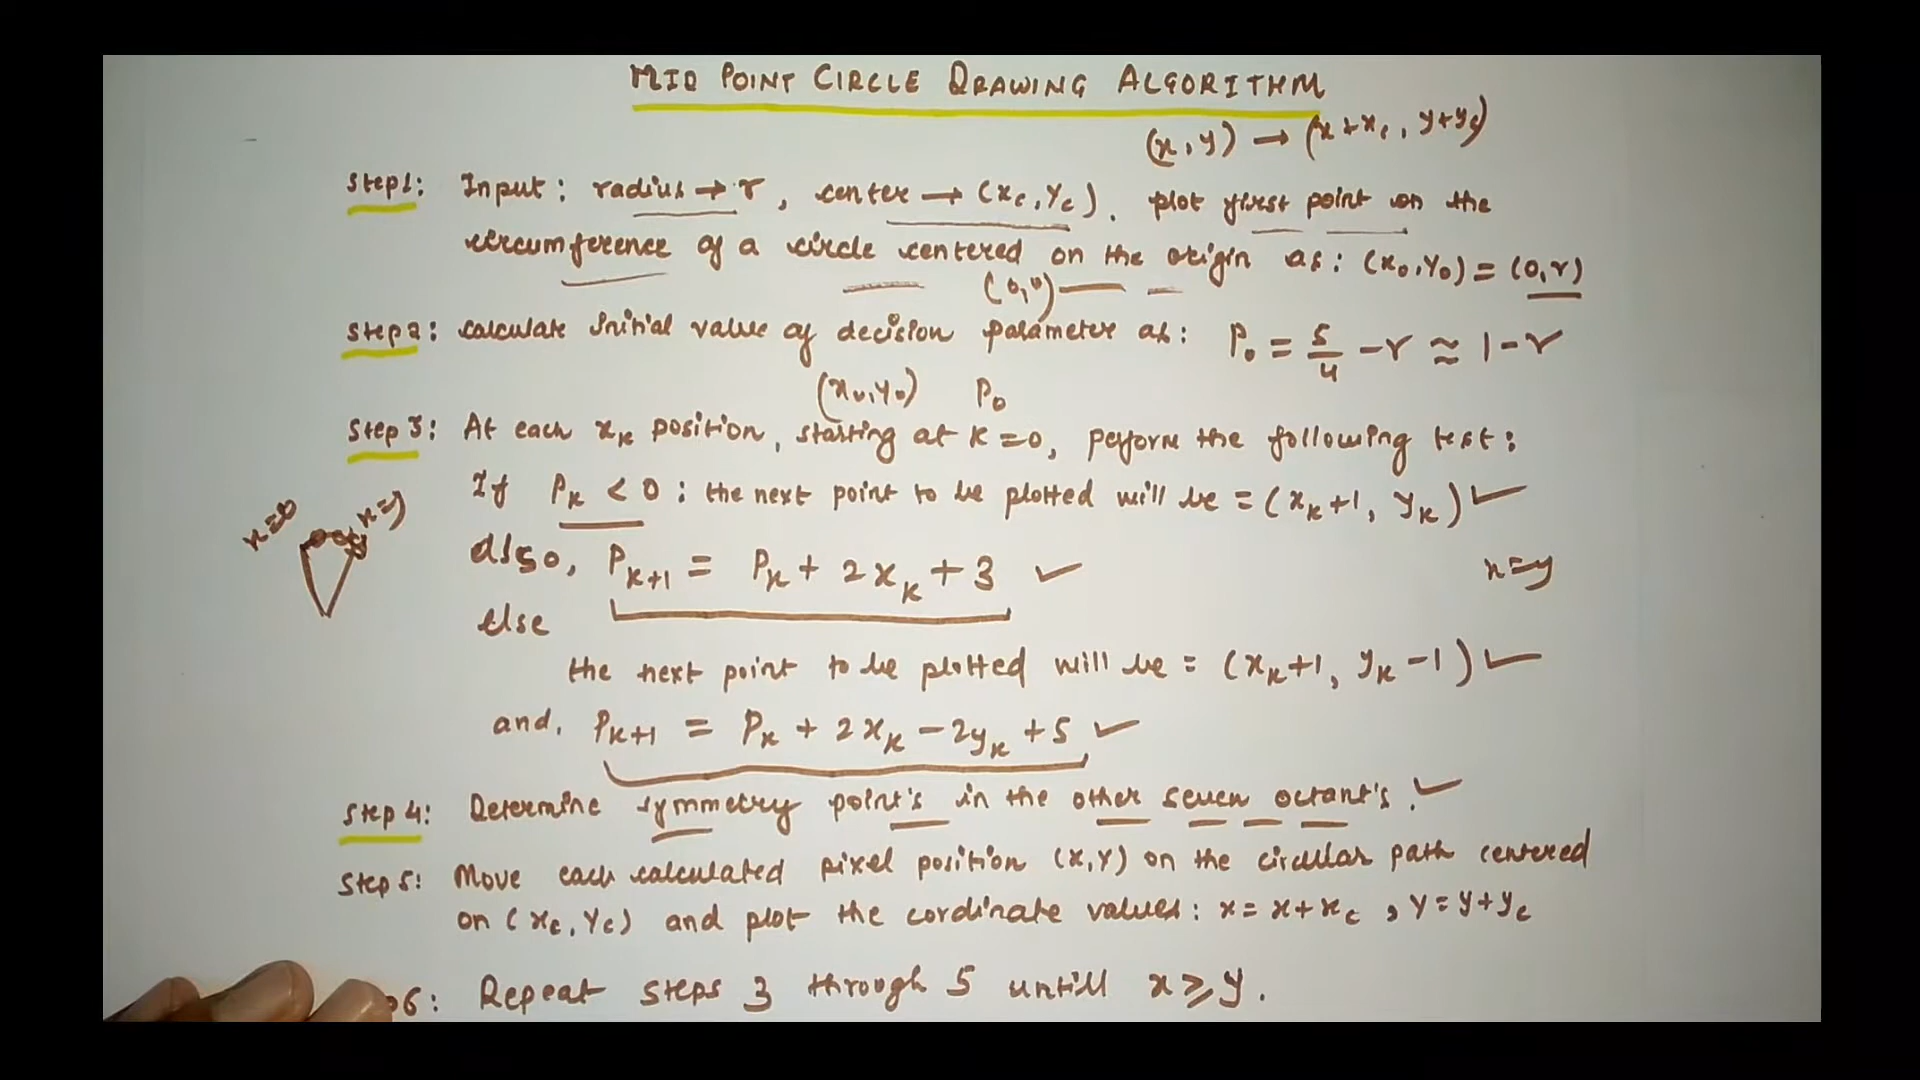 MID POINT CIRCLE DRAWING ALGORITHM
(x, y) → (x + xc, y + yc)
Step1: Input: radius → r, center → (xc, yc). plot first point on the
circumference of a circle centered on the origin as: (x0, y0) = (0, r)
(0,0)
Step2: calculate initial value of decision parameter as: P0 = 5/4 - r ≈ 1 - r
(x0, y0) P0
Step 3: At each xk position, starting at K = 0, perform the following test:
If Pk < 0 : the next point to be plotted will be = (xk+1, yk) ✓
x=0 x=y
also, Pk+1 = Pk + 2xk + 3 ✓
x=y
else
the next point to be plotted will be = (xk+1, yk-1) ✓
and, Pk+1 = Pk + 2xk - 2yk + 5 ✓
Step 4: Determine symmetry point's in the other seven octant's. ✓
Step 5: Move each calculated pixel position (x, y) on the circular path centered
on (xc, yc) and plot the cordinate values: x = x + xc, y = y + yc
p6: Repeat steps 3 through 5 untill x ≥ y.